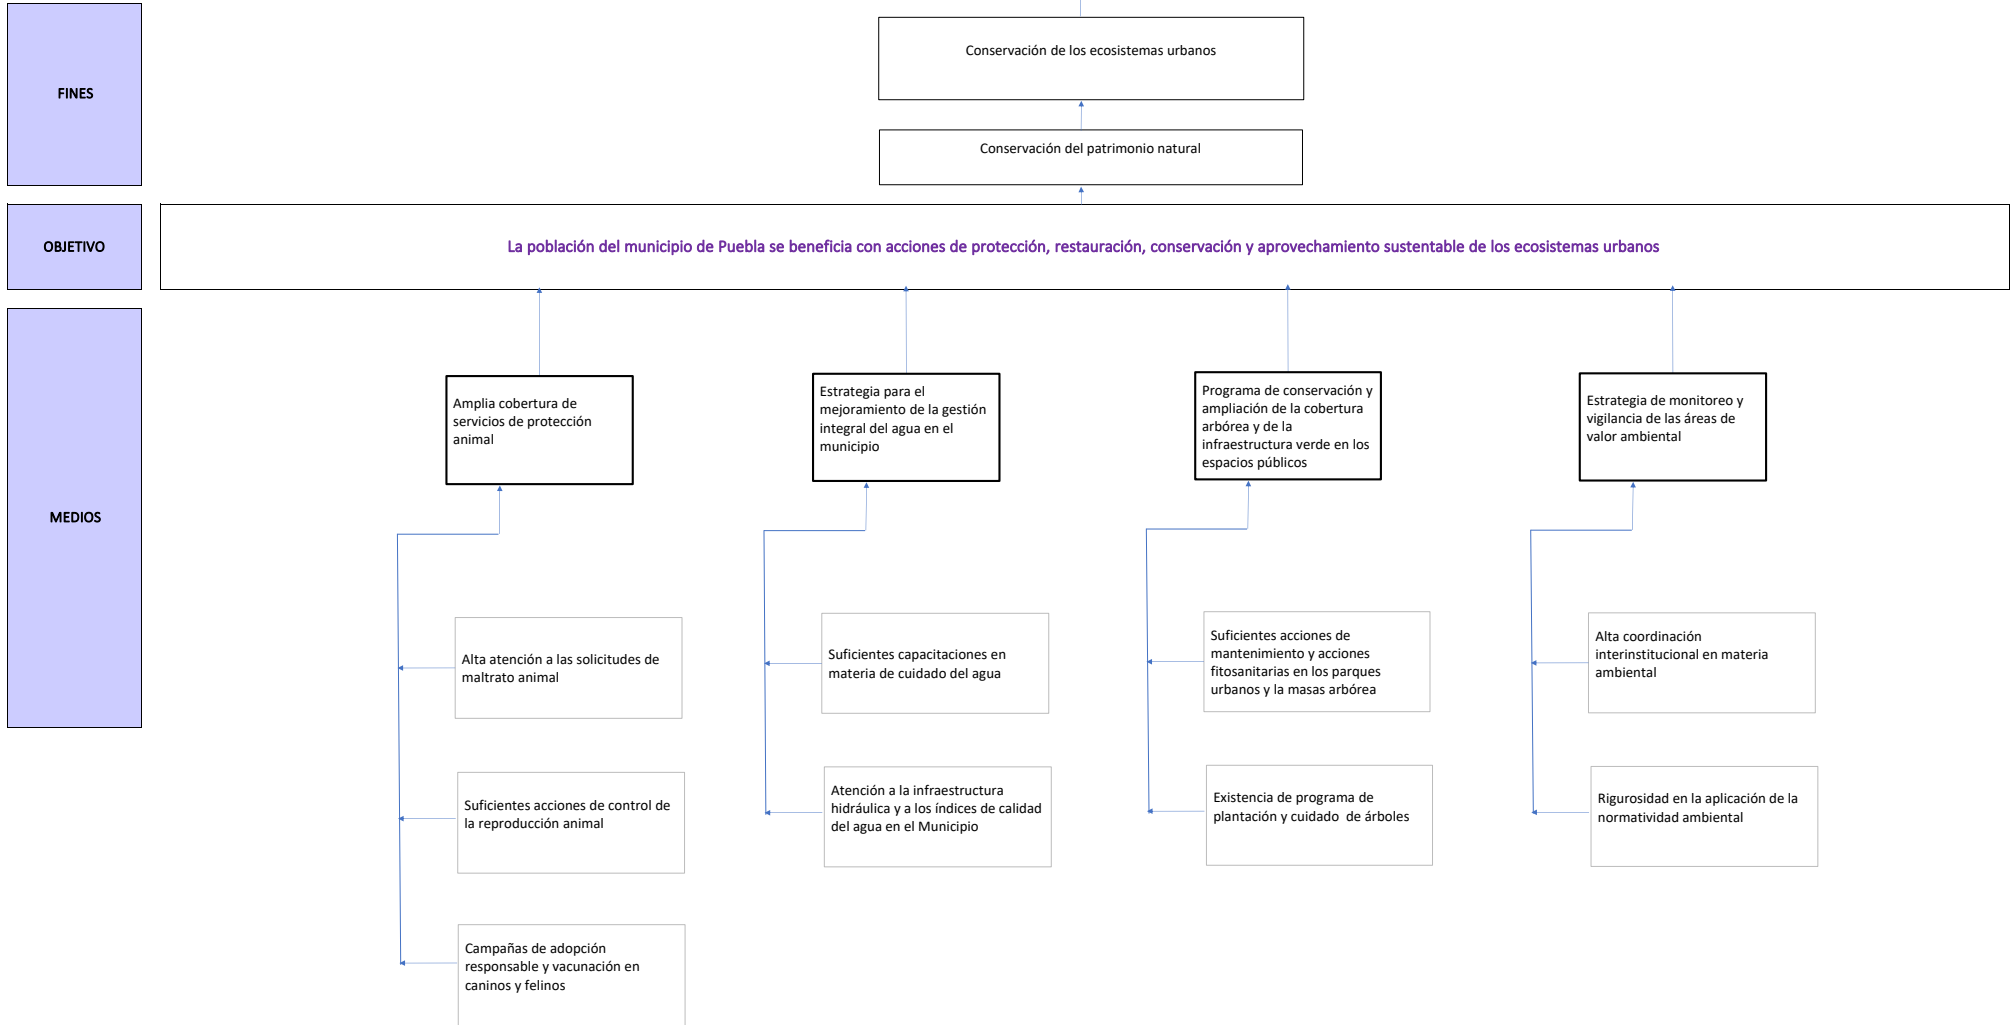 FINES
Conservación de los ecosistemas urbanos
Conservación del patrimonio natural
OBJETIVO
La población del municipio de Puebla se beneficia con acciones de protección, restauración, conservación y aprovechamiento sustentable de los ecosistemas urbanos
MEDIOS
Amplia cobertura de
servicios de protección
animal
Estrategia para el
mejoramiento de la gestión
integral del agua en el
municipio
Programa de conservación y
ampliación de la cobertura
arbórea y de la
infraestructura verde en los
espacios públicos
Estrategia de monitoreo y
vigilancia de las áreas de
valor ambiental
Alta atención a las solicitudes de
maltrato animal
Suficientes capacitaciones en
materia de cuidado del agua
Suficientes acciones de
mantenimiento y acciones
fitosanitarias en los parques
urbanos y la masas arbórea
Alta coordinación
interinstitucional en materia
ambiental
Suficientes acciones de control de
la reproducción animal
Atención a la infraestructura
hidráulica y a los índices de calidad
del agua en el Municipio
Existencia de programa de
plantación y cuidado  de árboles
Rigurosidad en la aplicación de la
normatividad ambiental
Campañas de adopción
responsable y vacunación en
caninos y felinos